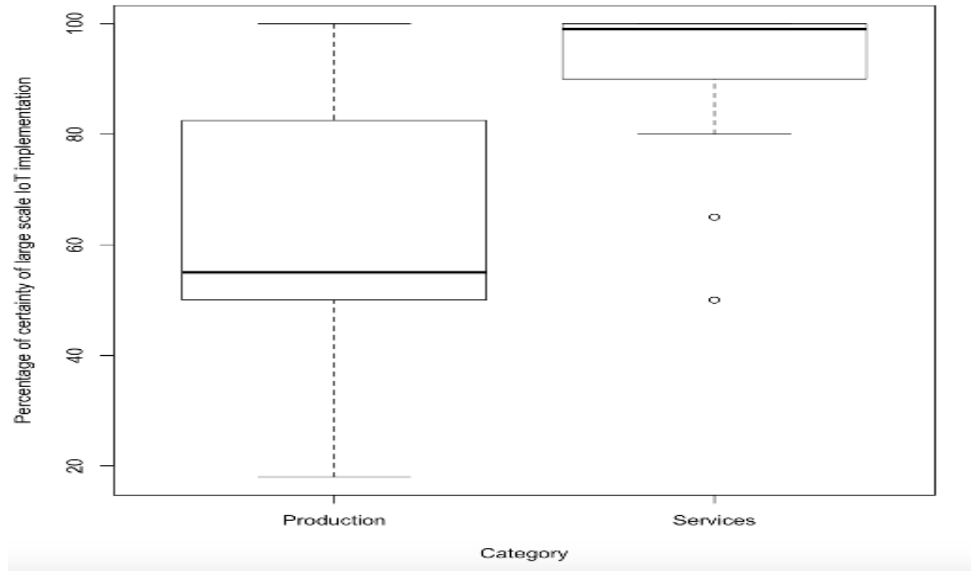 Percentage of certainty of large scale IoT implementation
100
80
60
40
20
Production Services
Category